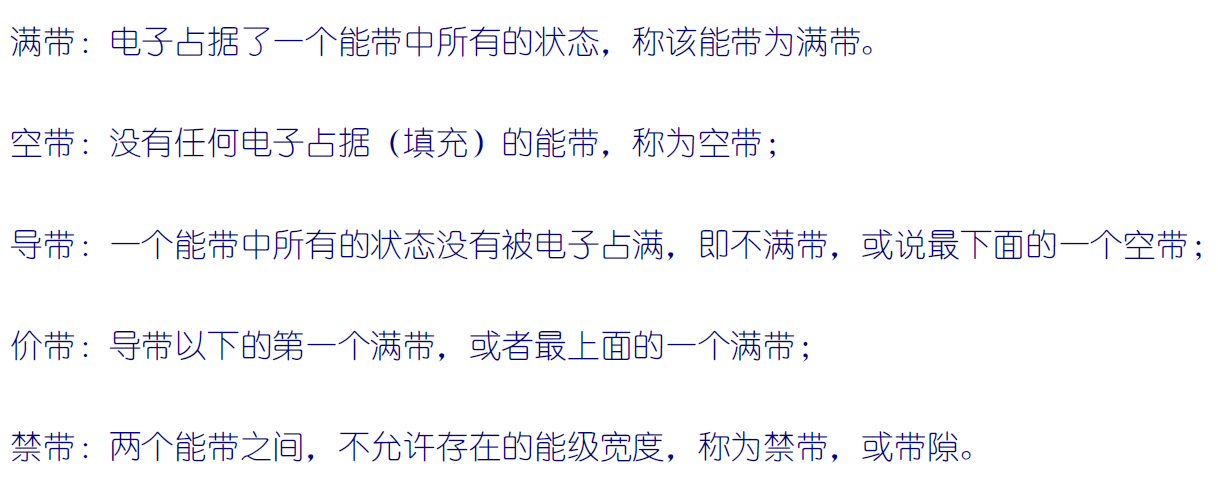 满带：电子占据了一个能带中所有的状态，称该能带为满带。
空带：没有任何电子占据（填充）的能带，称为空带；
导带：一个能带中所有的状态没有被电子占满，即不满带，或说最下面的一个空带；
价带：导带以下的第一个满带，或者最上面的一个满带；
禁带：两个能带之间，不允许存在的能级宽度，称为禁带，或带隙。